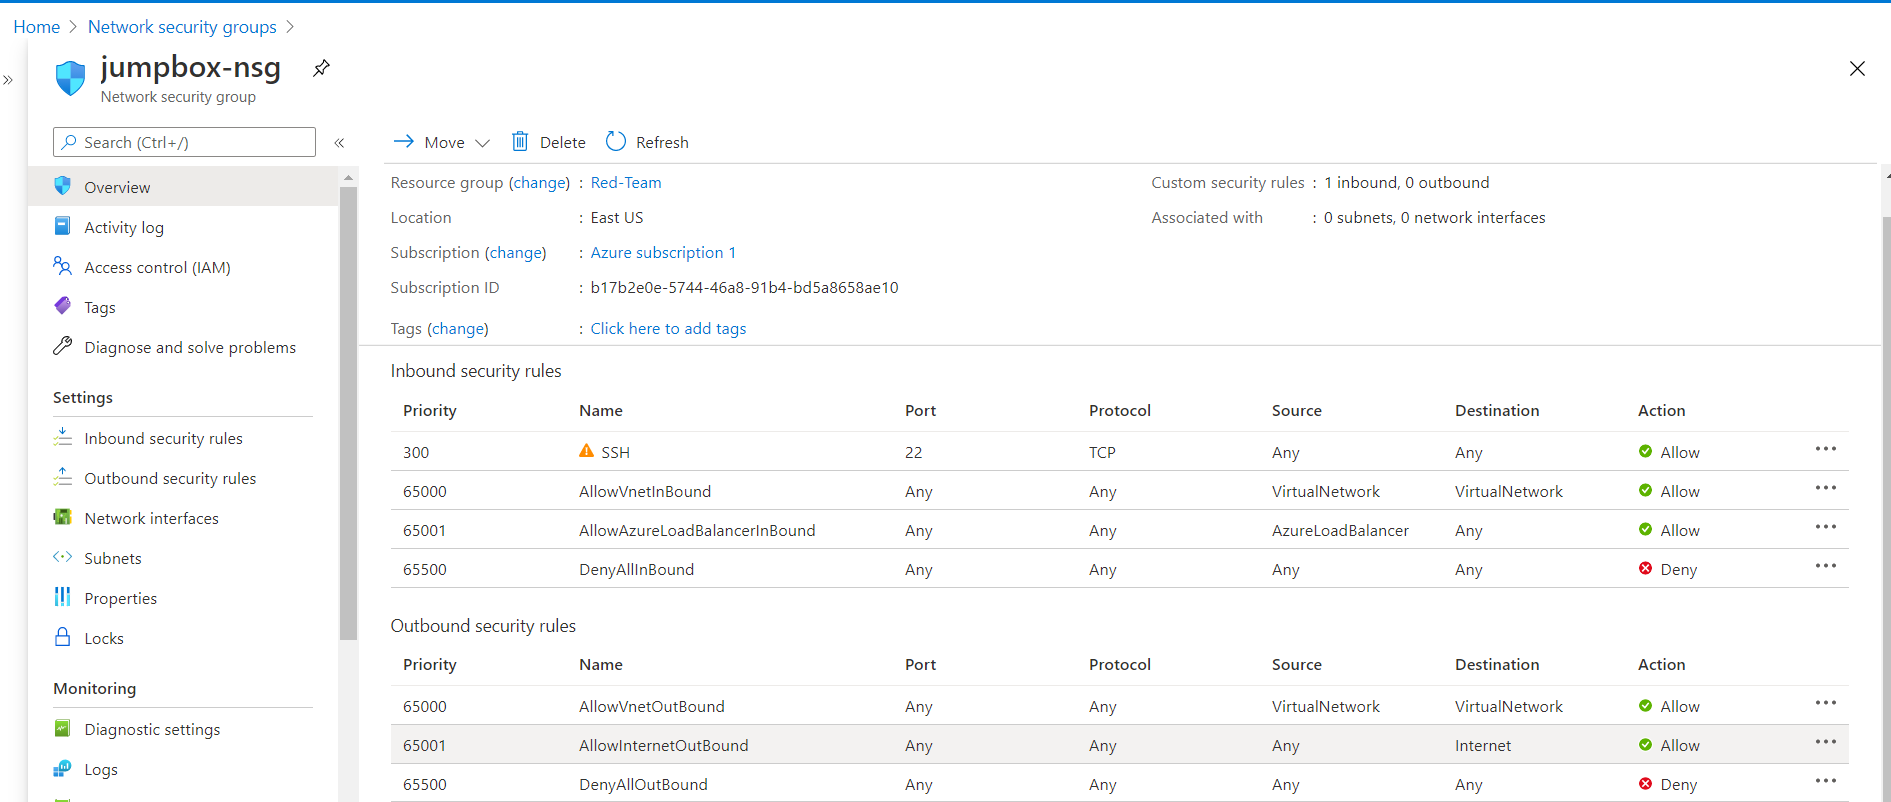 Home > Network security groups >
jumpbox-nsg
Network security group
Search (Ctrl+/)
Overview
Activity log
Access control (IAM)
Tags
Diagnose and solve problems
Settings
Inbound security rules
Outbound security rules
Network interfaces
Subnets
Properties
Locks
Monitoring
Diagnostic settings
Logs
Move Delete Refresh
Resource group (change) : Red-Team
Location : East US
Subscription (change) : Azure subscription 1
Subscription ID : b17b2e0e-5744-46a8-91b4-bd5a8658ae10
Tags (change) : Click here to add tags
Custom security rules : 1 inbound, 0 outbound
Associated with : 0 subnets, 0 network interfaces
Inbound security rules
Priority Name Port Protocol Source Destination Action
300 SSH 22 TCP Any Any Allow
65000 AllowVnetInBound Any Any VirtualNetwork VirtualNetwork Allow
65001 AllowAzureLoadBalancerInBound Any Any AzureLoadBalancer Any Allow
65500 DenyAllInBound Any Any Any Any Deny
Outbound security rules
Priority Name Port Protocol Source Destination Action
65000 AllowVnetOutBound Any Any VirtualNetwork VirtualNetwork Allow
65001 AllowInternetOutBound Any Any Any Internet Allow
65500 DenyAllOutBound Any Any Any Any Deny